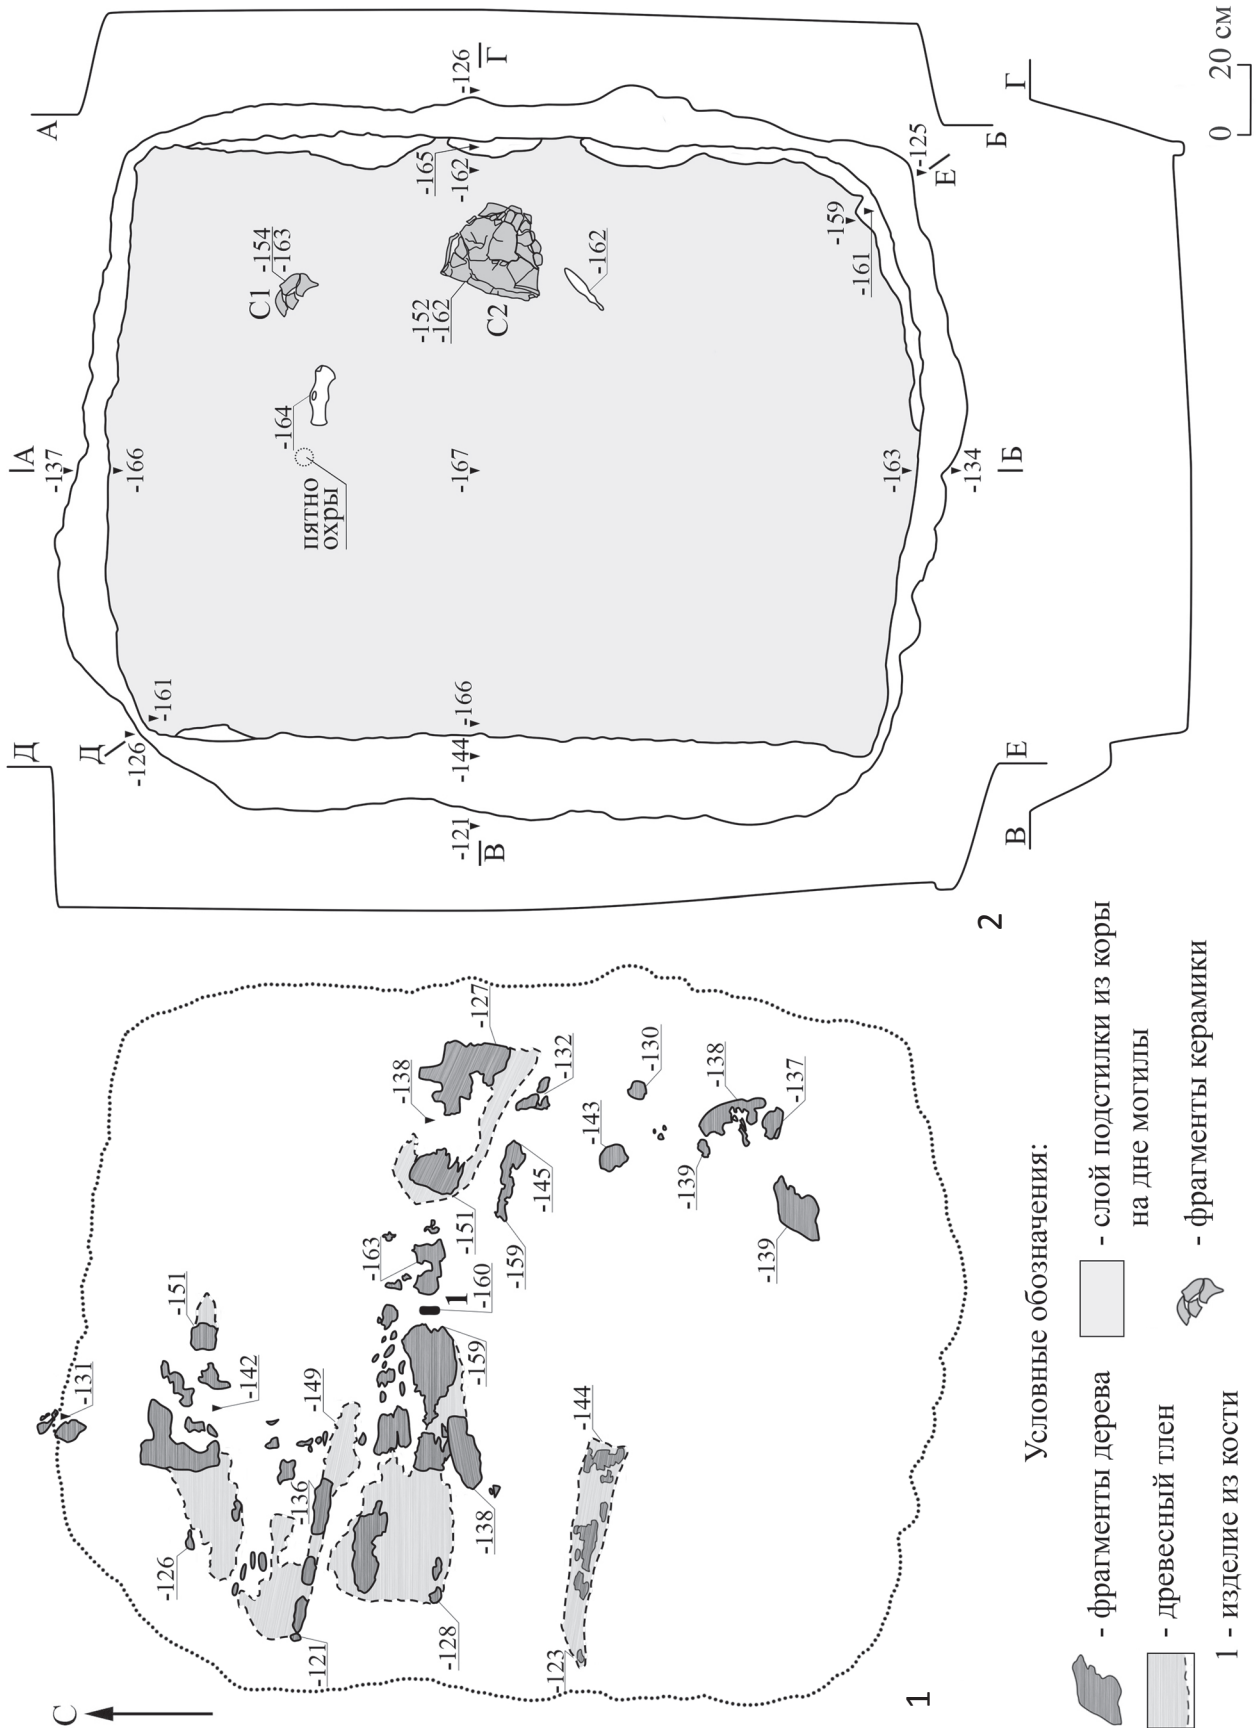 С
-131
-151
-142
-126
-149
-136
-121
-128
-138
-159
-160
1
-163
-151
-159
-145
-138
-127
-132
-143
-130
-139
-138
-137
-139
-144
-123
1
А
Д
А
-137
-166
Д
-126
-161
пятно
охры
-164
С1
-154
-163
-152
-162
С2
-165
-162
-126
Г
-162
-167
-166
-144
-121
В
-159
-161
-125
Е
-163
-134
Б
Б
Е
В
Г
2
0
20 см
Условные обозначения:
- фрагменты дерева
- древесный тлен
1 - изделие из кости
- слой подстилки из коры
на дне могилы
- фрагменты керамики